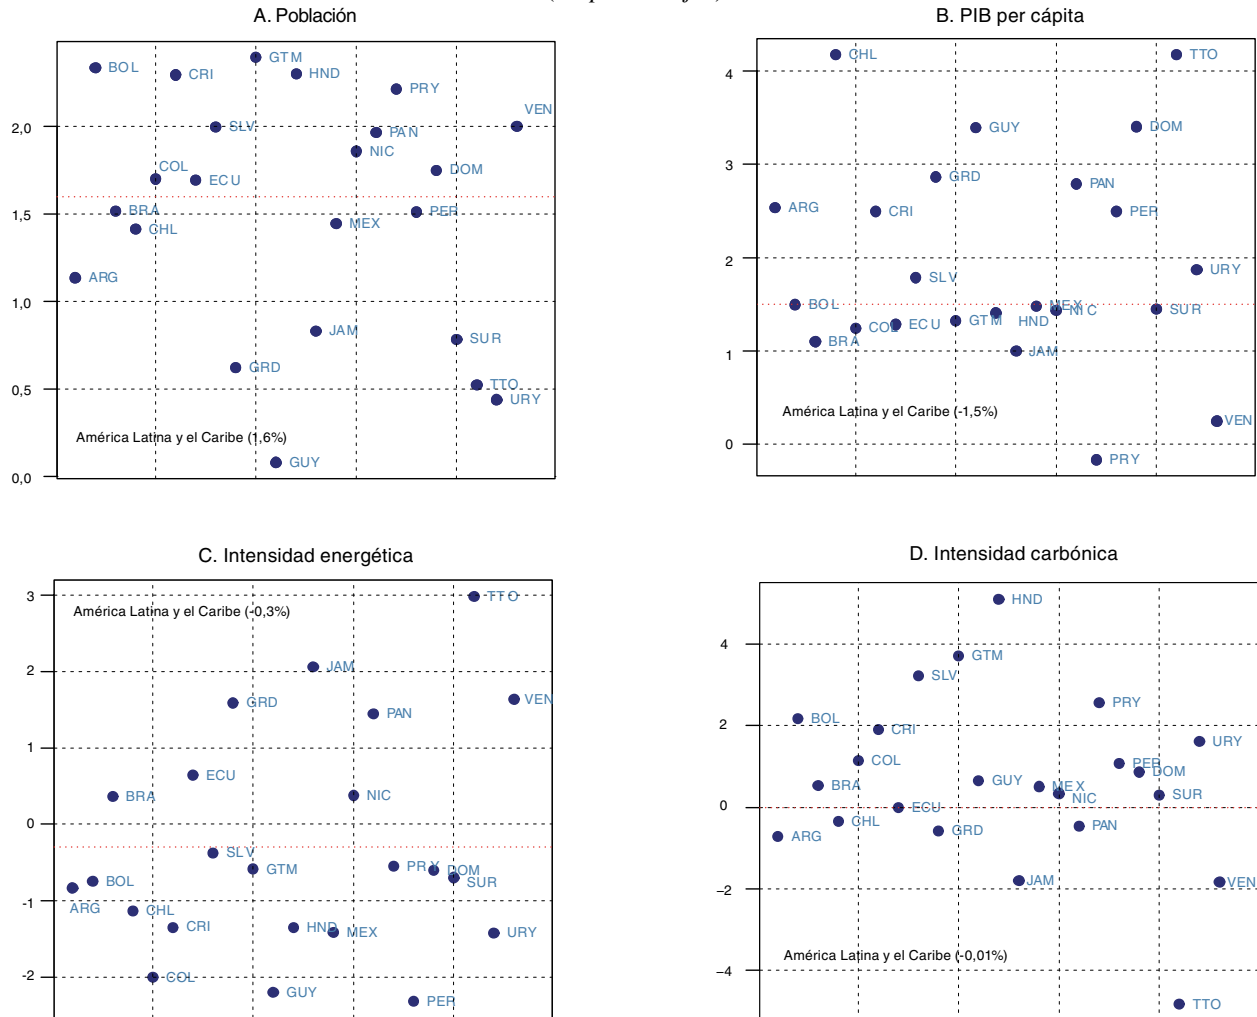 A. Población
BOL
CRI
GTM
HND
PRY
VEN
2,0
SLV
PAN
NIC
COL
ECU
DOM
1,5
BRA
CHL
MEX
PER
ARG
1,0
JAM
SUR
GRD
0,5
TTO
URY
América Latina y el Caribe (1,6%)
GUY
0,0
B. PIB per cápita
4
CHL
TTO
GUY
DOM
3
GRD
PAN
ARG
CRI
PER
2
SLV
URY
BOL
MEX
NIC
SUR
COL
ECU
GTM
HND
BRA
1
JAM
América Latina y el Caribe (-1,5%)
VEN
0
PRY
C. Intensidad energética
3
América Latina y el Caribe (-0,3%)
TTO
2
JAM
GRD
VEN
PAN
1
ECU
BRA
NIC
0
SLV
GTM
PRY
DOM
SUR
BOL
ARG
-1
CHL
CRI
HND
MEX
URY
-2
COL
GUY
PER
D. Intensidad carbónica
HND
4
GTM
SLV
PRY
2
BOL
CRI
URY
COL
PER
DOM
BRA
GUY
MEX
NIC
SUR
0
ECU
CHL
ARG
GRD
PAN
−2
JAM
VEN
América Latina y el Caribe (-0,01%)
−4
TTO